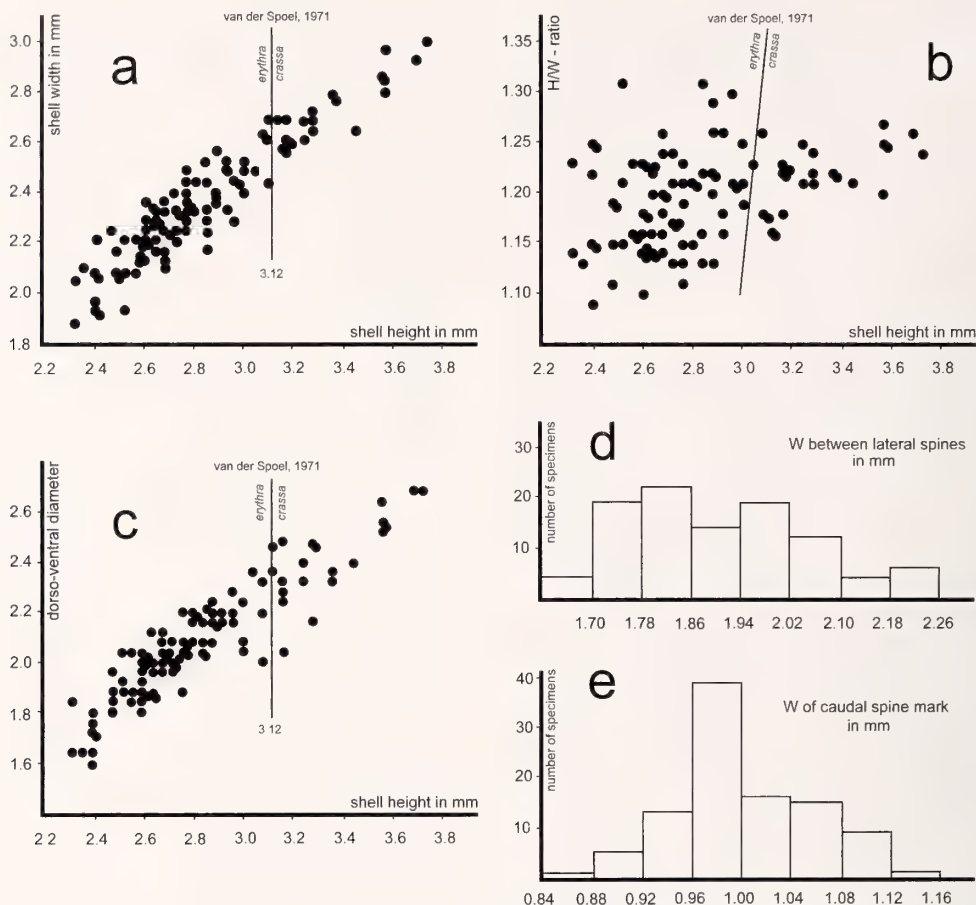 a
van der Spoel, 1971
erythra
crassa
3.12
shell width in mm
3.0
2.8
2.6
2.4
2.2
2.0
1.8
shell height in mm
2.2 2.4 2.6 2.8 3.0 3.2 3.4 3.6 3.8
b
van der Spoel, 1971
erythra
crassa
H/W - ratio
1.35
1.30
1.25
1.20
1.15
1.10
shell height in mm
2.2 2.4 2.6 2.8 3 0 3.2 3 4 3.6 3.8
c
van der Spoel, 1971
erythra
crassa
3 12
dorso-ventral diameter
2.6
2.4
2.2
2.0
1.8
1.6
shell height in mm
2 2 2 4 2.6 2.8 3.0 3.2 3.4 3.6 3.8
d
W between lateral spines
in mm
number of specimens
30
20
10
1.70 1.78 1.86 1.94 2.02 2.10 2.18 2.26
e
W of caudal spine mark
in mm
number of specimens
40
30
20
10
0.84 0.88 0.92 0.96 1.00 1.04 1.08 1.12 1.16